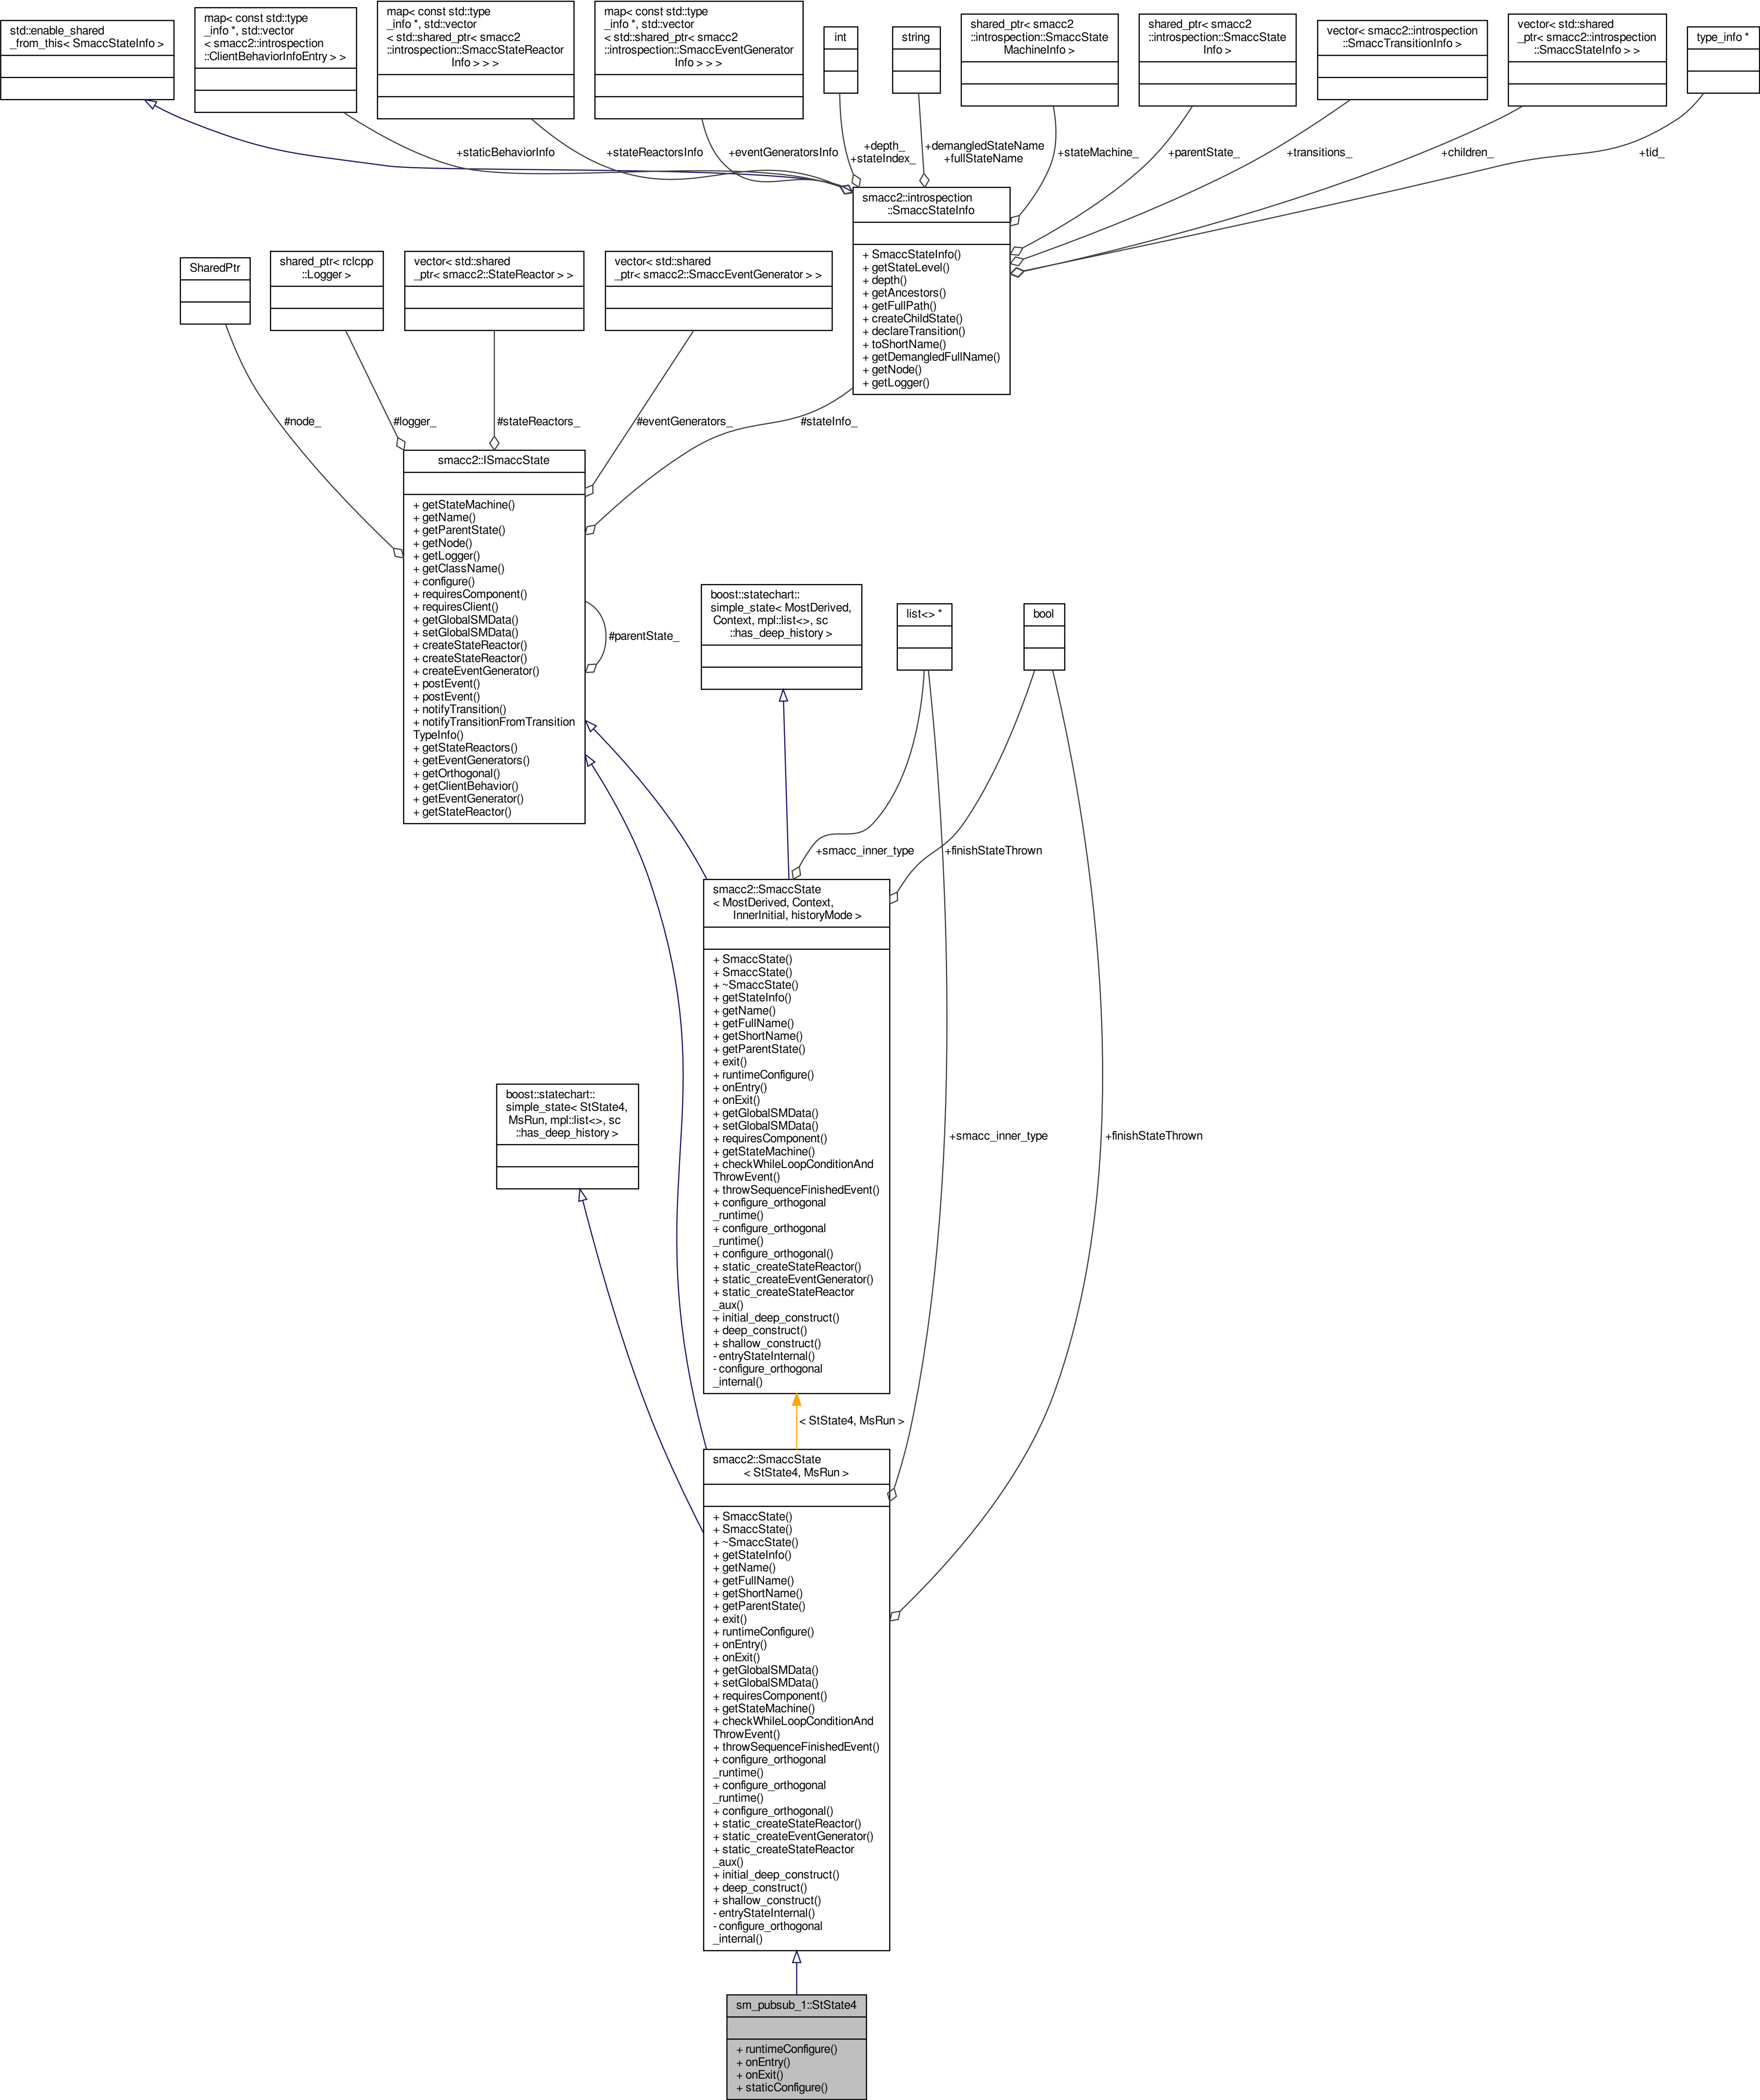 std::enable_shared
_from_this< SmaccStateInfo >
map< const std::type
_info *, std::vector
< smacc2::introspection
::ClientBehaviorInfoEntry > >
map< const std::type
_info *, std::vector
< std::shared_ptr< smacc2
::introspection::SmaccStateReactor
Info > > >
map< const std::type
_info *, std::vector
< std::shared_ptr< smacc2
::introspection::SmaccEventGenerator
Info > > >
int
string
shared_ptr< smacc2
::introspection::SmaccState
MachineInfo >
shared_ptr< smacc2
::introspection::SmaccState
Info >
vector< smacc2::introspection
::SmaccTransitionInfo >
vector< std::shared
_ptr< smacc2::introspection
::SmaccStateInfo > >
type_info *
+staticBehaviorInfo
+stateReactorsInfo
+eventGeneratorsInfo
+depth_
+stateIndex_
+demangledStateName
+fullStateName
+stateMachine_
+parentState_
+transitions_
+children_
+tid_
smacc2::introspection
::SmaccStateInfo
+ SmaccStateInfo()
+ getStateLevel()
+ depth()
+ getAncestors()
+ getFullPath()
+ createChildState()
+ declareTransition()
+ toShortName()
+ getDemangledFullName()
+ getNode()
+ getLogger()
SharedPtr
shared_ptr< rclcpp
::Logger >
vector< std::shared
_ptr< smacc2::StateReactor > >
vector< std::shared
_ptr< smacc2::SmaccEventGenerator > >
#node_
#logger_
#stateReactors_
#eventGenerators_
#stateInfo_
smacc2::ISmaccState
+ getStateMachine()
+ getName()
+ getParentState()
+ getNode()
+ getLogger()
+ getClassName()
+ configure()
+ requiresComponent()
+ requiresClient()
+ getGlobalSMData()
+ setGlobalSMData()
+ createStateReactor()
+ createStateReactor()
+ createEventGenerator()
+ postEvent()
+ postEvent()
+ notifyTransition()
+ notifyTransitionFromTransition
TypeInfo()
+ getStateReactors()
+ getEventGenerators()
+ getOrthogonal()
+ getClientBehavior()
+ getEventGenerator()
+ getStateReactor()
#parentState_
boost::statechart::
simple_state< MostDerived,
Context, mpl::list<>, sc
::has_deep_history >
list<> *
bool
+smacc_inner_type
+finishStateThrown
smacc2::SmaccState
< MostDerived, Context,
InnerInitial, historyMode >
+ SmaccState()
+ SmaccState()
+ ~SmaccState()
+ getStateInfo()
+ getName()
+ getFullName()
+ getShortName()
+ getParentState()
+ exit()
+ runtimeConfigure()
+ onEntry()
+ onExit()
+ getGlobalSMData()
+ setGlobalSMData()
+ requiresComponent()
+ getStateMachine()
+ checkWhileLoopConditionAnd
ThrowEvent()
+ throwSequenceFinishedEvent()
+ configure_orthogonal
_runtime()
+ configure_orthogonal
_runtime()
+ configure_orthogonal()
+ static_createStateReactor()
+ static_createEventGenerator()
+ static_createStateReactor
_aux()
+ initial_deep_construct()
+ deep_construct()
+ shallow_construct()
- entryStateInternal()
- configure_orthogonal
_internal()
boost::statechart::
simple_state< StState4,
MsRun, mpl::list<>, sc
::has_deep_history >
+smacc_inner_type
+finishStateThrown
< StState4, MsRun >
smacc2::SmaccState
< StState4, MsRun >
+ SmaccState()
+ SmaccState()
+ ~SmaccState()
+ getStateInfo()
+ getName()
+ getFullName()
+ getShortName()
+ getParentState()
+ exit()
+ runtimeConfigure()
+ onEntry()
+ onExit()
+ getGlobalSMData()
+ setGlobalSMData()
+ requiresComponent()
+ getStateMachine()
+ checkWhileLoopConditionAnd
ThrowEvent()
+ throwSequenceFinishedEvent()
+ configure_orthogonal
_runtime()
+ configure_orthogonal
_runtime()
+ configure_orthogonal()
+ static_createStateReactor()
+ static_createEventGenerator()
+ static_createStateReactor
_aux()
+ initial_deep_construct()
+ deep_construct()
+ shallow_construct()
- entryStateInternal()
- configure_orthogonal
_internal()
sm_pubsub_1::StState4
+ runtimeConfigure()
+ onEntry()
+ onExit()
+ staticConfigure()